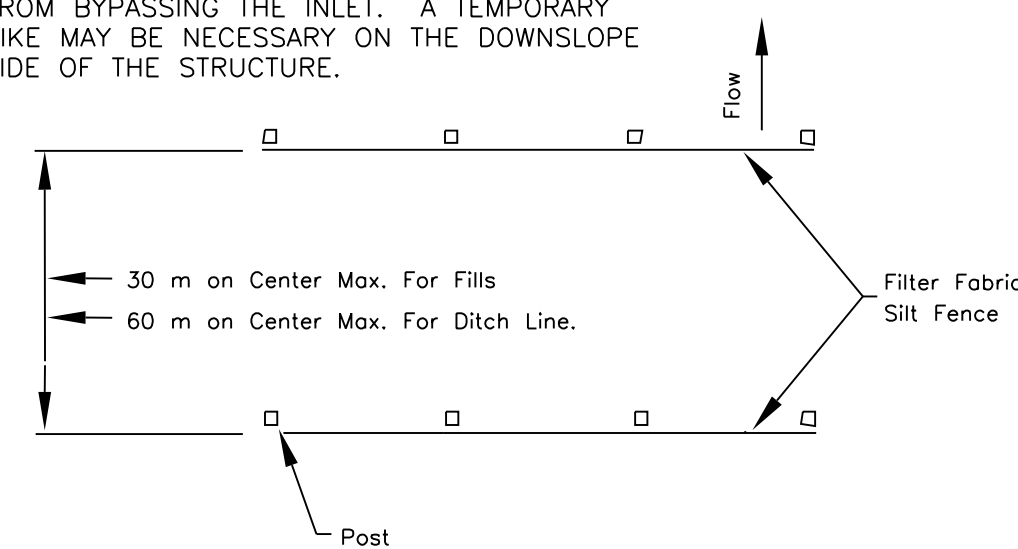 ROM BYPASSING THE INLET. A TEMPORARY
IKE MAY BE NECESSARY ON THE DOWNSLOPE
IDE OF THE STRUCTURE.
Flow
30 m on Center Max. For Fills
60 m on Center Max. For Ditch Line.
Filter Fabric
Silt Fence
Post